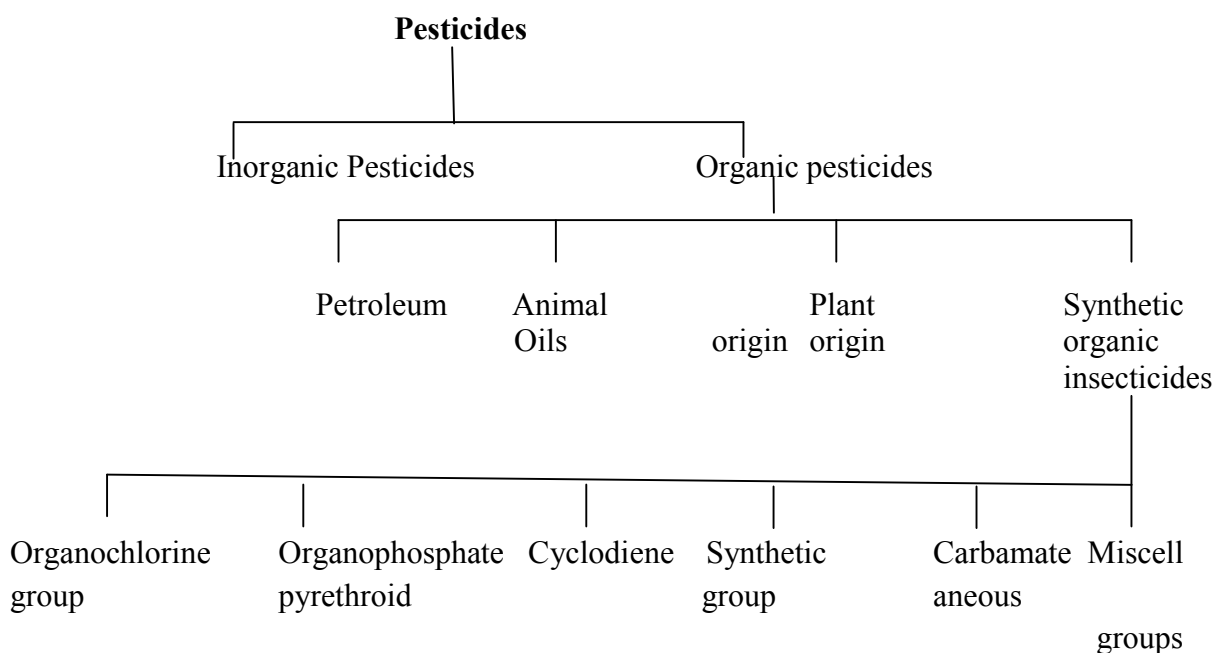 Pesticides
Inorganic Pesticides Organic pesticides
Petroleum Animal Plant Synthetic
Oils origin origin organic
insecticides
Organochlorine Organophosphate Cyclodiene Synthetic Carbamate Miscell
group pyrethroid group aneous
groups